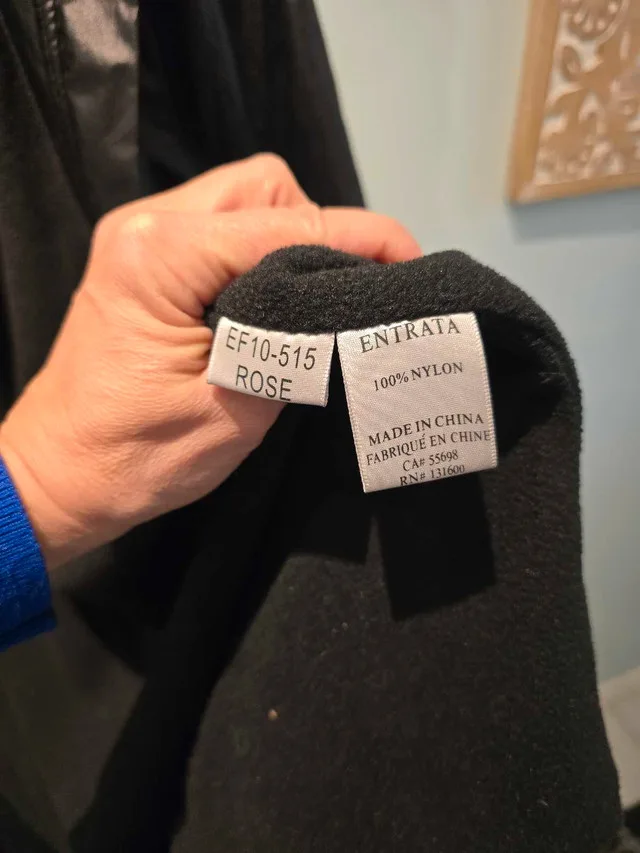 EF10-515
ROSE
ENTRATA
100% NYLON
MADE IN CHINA
FABRIQUÉ EN CHINE
CA# 55698
RN# 131600